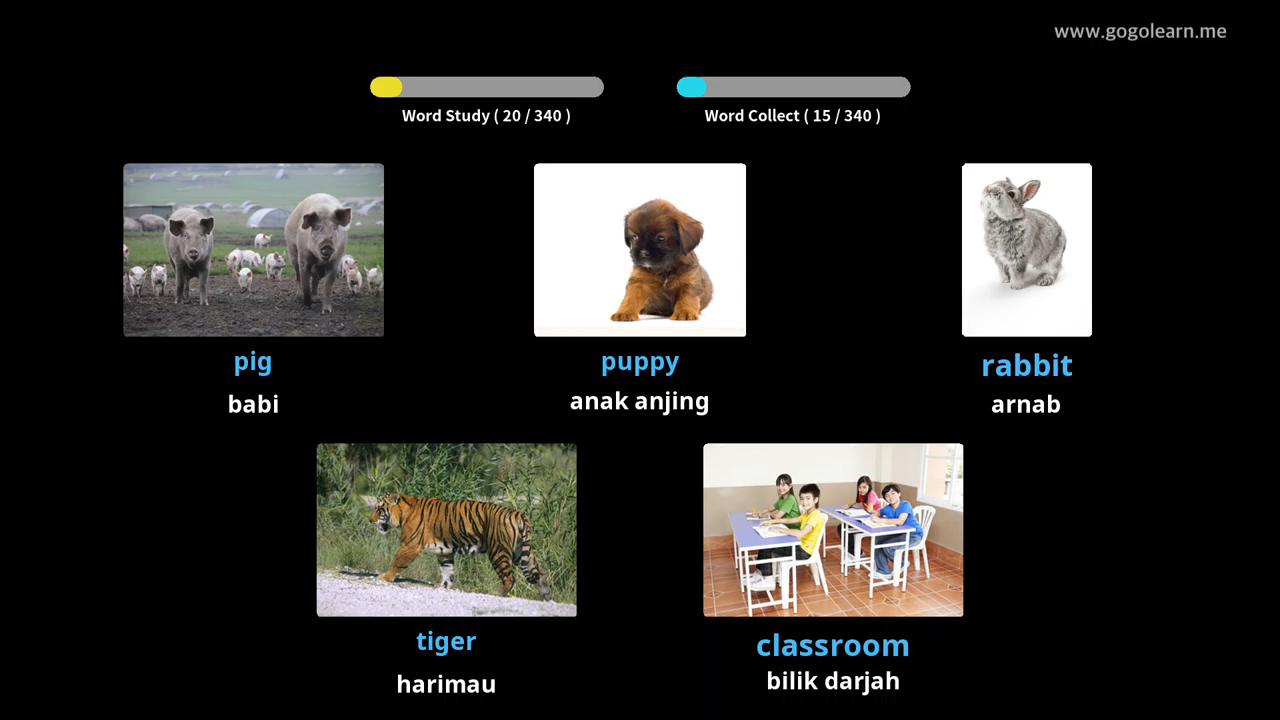 www.gogolearn.me
Word Study ( 20 / 340 )
Word Collect ( 15 / 340 )
pig
babi
puppy
anak anjing
rabbit
arnab
tiger
harimau
classroom
bilik darjah